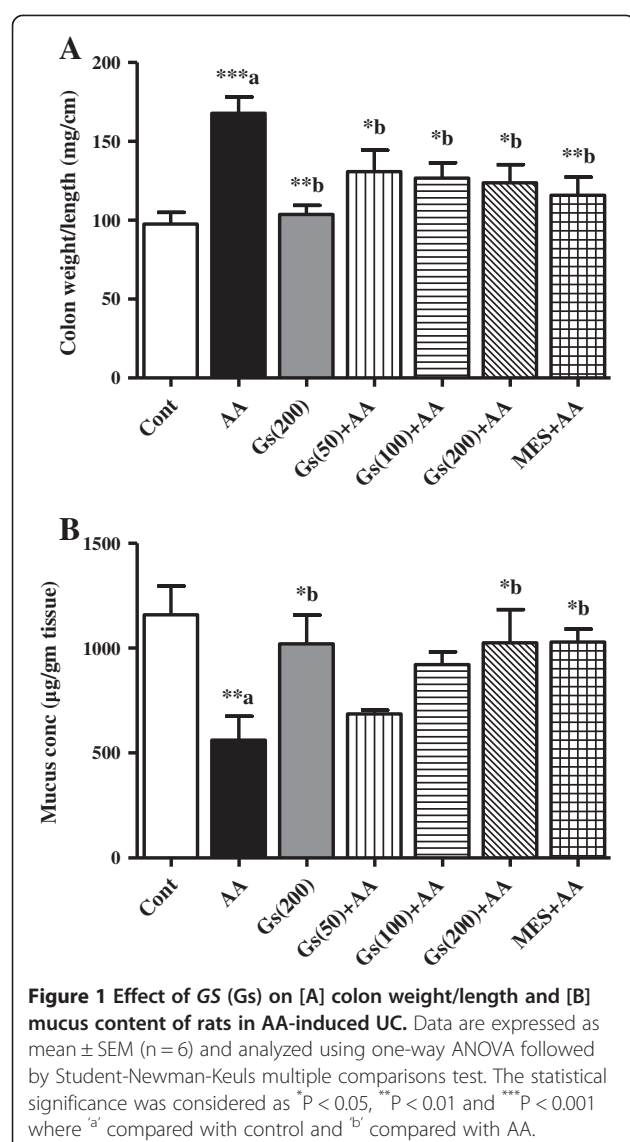 A
200
150
100
50
0
Colon weight/length (mg/cm)
***a
**b
*b
*b
*b
**b
Cont
AA
Gs(200)
Gs(50)+AA
Gs(100)+AA
Gs(200)+AA
MES+AA
B
1500
1000
500
0
Mucus conc (µg/gm tissue)
**a
*b
*b
*b
Cont
AA
Gs(200)
Gs(50)+AA
Gs(100)+AA
Gs(200)+AA
MES+AA
Figure 1 Effect of GS (Gs) on [A] colon weight/length and [B]
mucus content of rats in AA-induced UC. Data are expressed as
mean ± SEM (n = 6) and analyzed using one-way ANOVA followed
by Student-Newman-Keuls multiple comparisons test. The statistical
significance was considered as *P < 0.05, **P < 0.01 and ***P < 0.001
where ‘a’ compared with control and ‘b’ compared with AA.